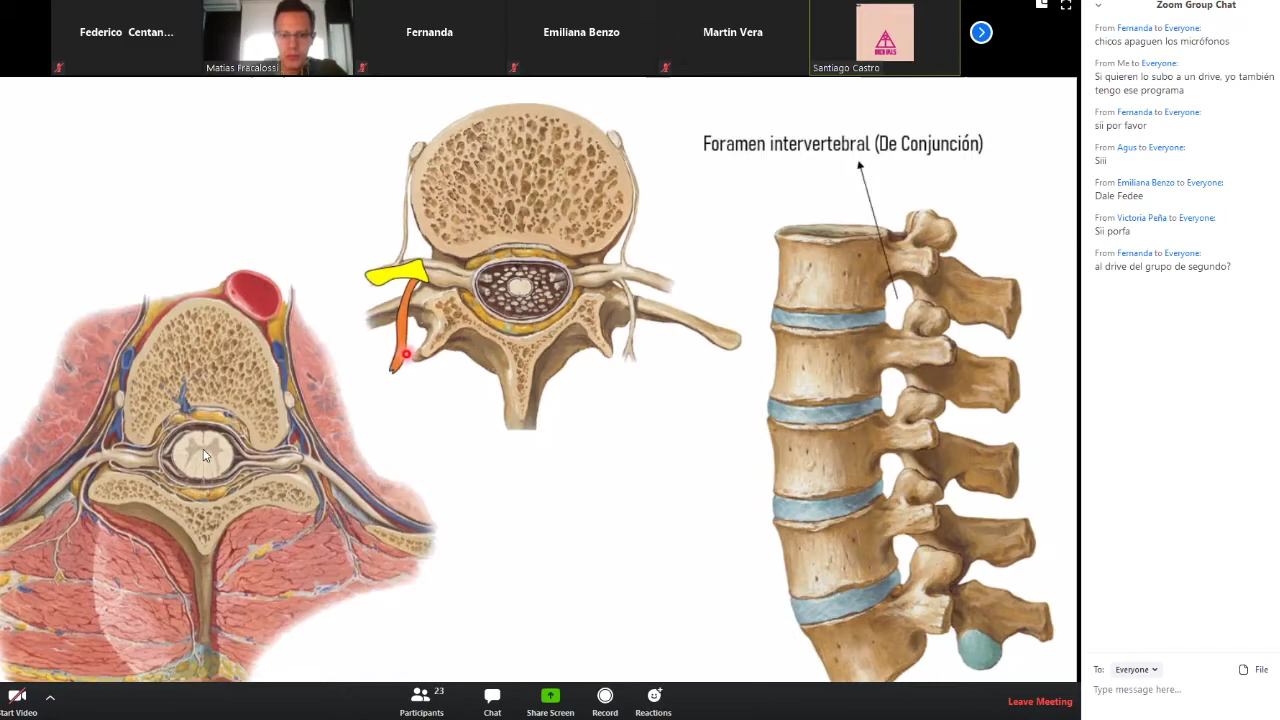 Federico Centan...
Matias Fracalossi
Fernanda
Emiliana Benzo
Martín Vera
Santiago Castro
Foramen intervertebral (De Conjunción)
Zoom Group Chat
From Fernanda to Everyone:
chicos apaguen los micrófonos
From Me to Everyone:
Si quieren lo subo a un drive, yo también
tengo ese programa
From Fernanda to Everyone:
sii por favor
From Agus to Everyone:
Siii
From Emiliana Benzo to Everyone:
Dale Fedee
From Victoria Peña to Everyone:
Sii porfa
From Fernanda to Everyone:
al drive del grupo de segundo?
To: Everyone
File
Type message here...
tart Video
23
Participants
Chat
Share Screen
Record
Reactions
Leave Meeting